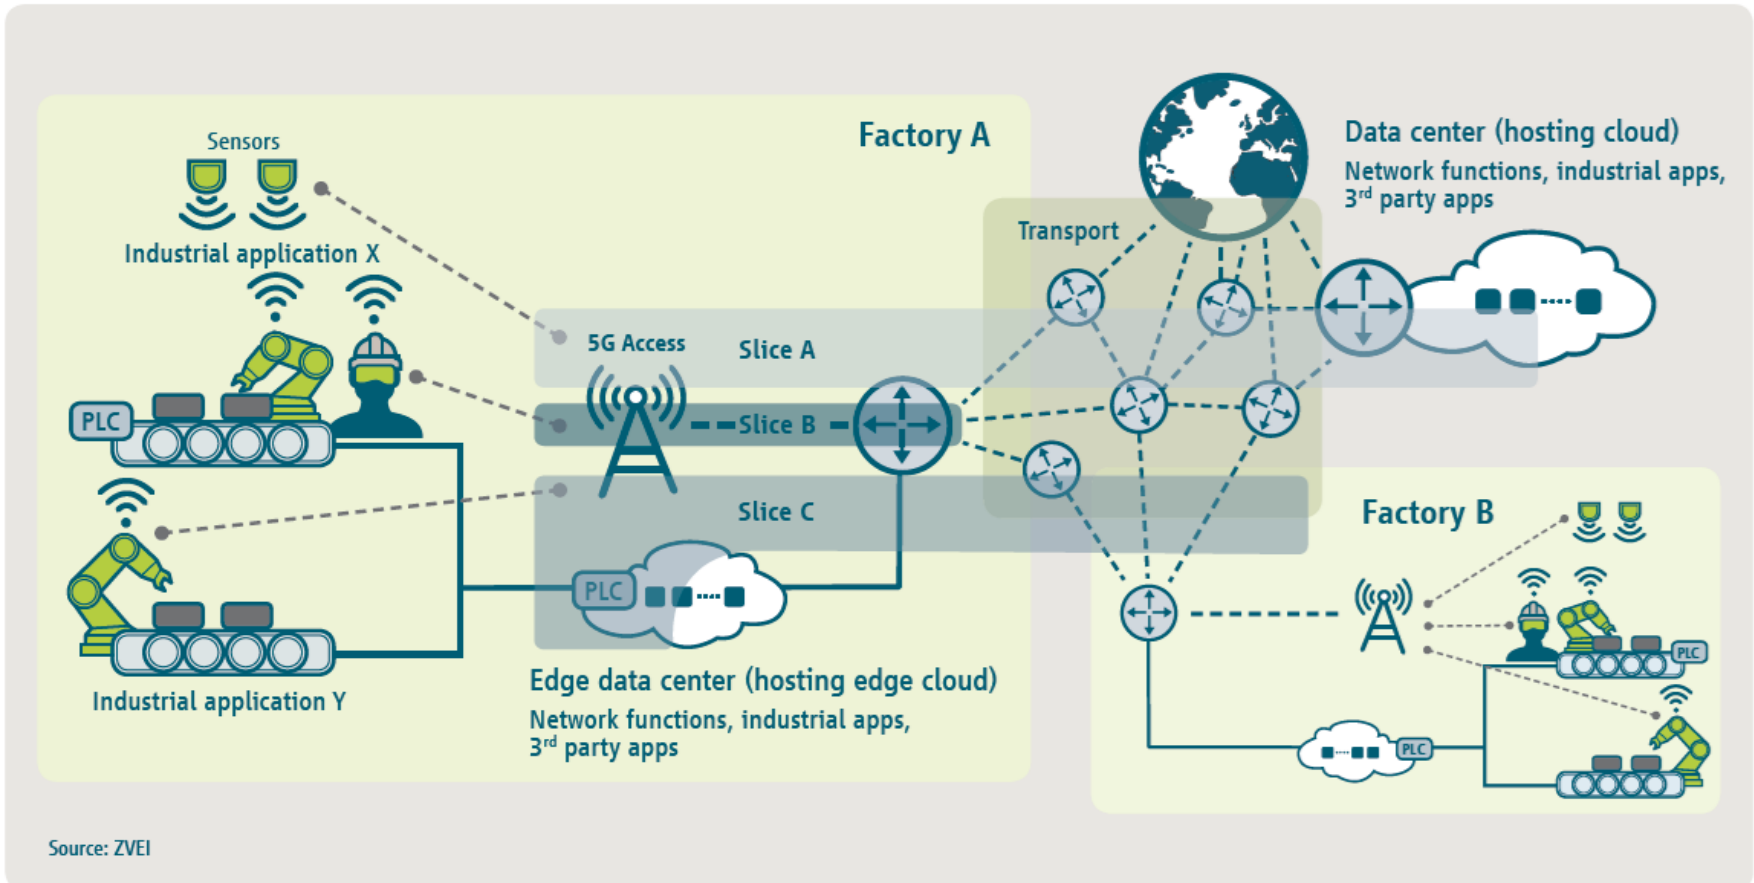 Sensors
Factory A
Industrial application X
PLC
Industrial application Y
5G Access
Slice A
Slice B
Slice C
PLC
Edge data center (hosting edge cloud)
Network functions, industrial apps,
3rd party apps
Transport
Data center (hosting cloud)
Network functions, industrial apps,
3rd party apps
Factory B
PLC
PLC
Source: ZVEI